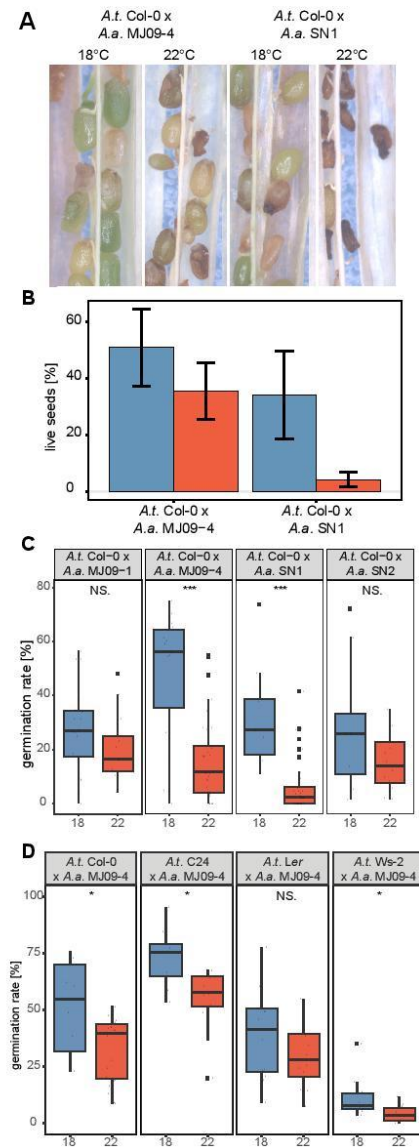 A
A.t. Col-0 x A.a. MJ09-4
A.t. Col-0 x A.a. SN1
18°C 22°C 18°C 22°C
B
live seeds [%]
60
40
20
0
A.t. Col-0 x A.a. MJ09-4
A.t. Col-0 x A.a. SN1
C
A.t. Col-0 x A.a. MJ09-1
A.t. Col-0 x A.a. MJ09-4
A.t. Col-0 x A.a. SN1
A.t. Col-0 x A.a. SN2
NS. *** *** NS.
germination rate [%]
80
60
40
20
0
18 22 18 22 18 22 18 22
D
A.t. Col-0 x A.a. MJ09-4
A.t. C24 x A.a. MJ09-4
A.t. Ler x A.a. MJ09-4
A.t. Ws-2 x A.a. MJ09-4
* * NS. *
germination rate [%]
100
75
50
25
0
18 22 18 22 18 22 18 22